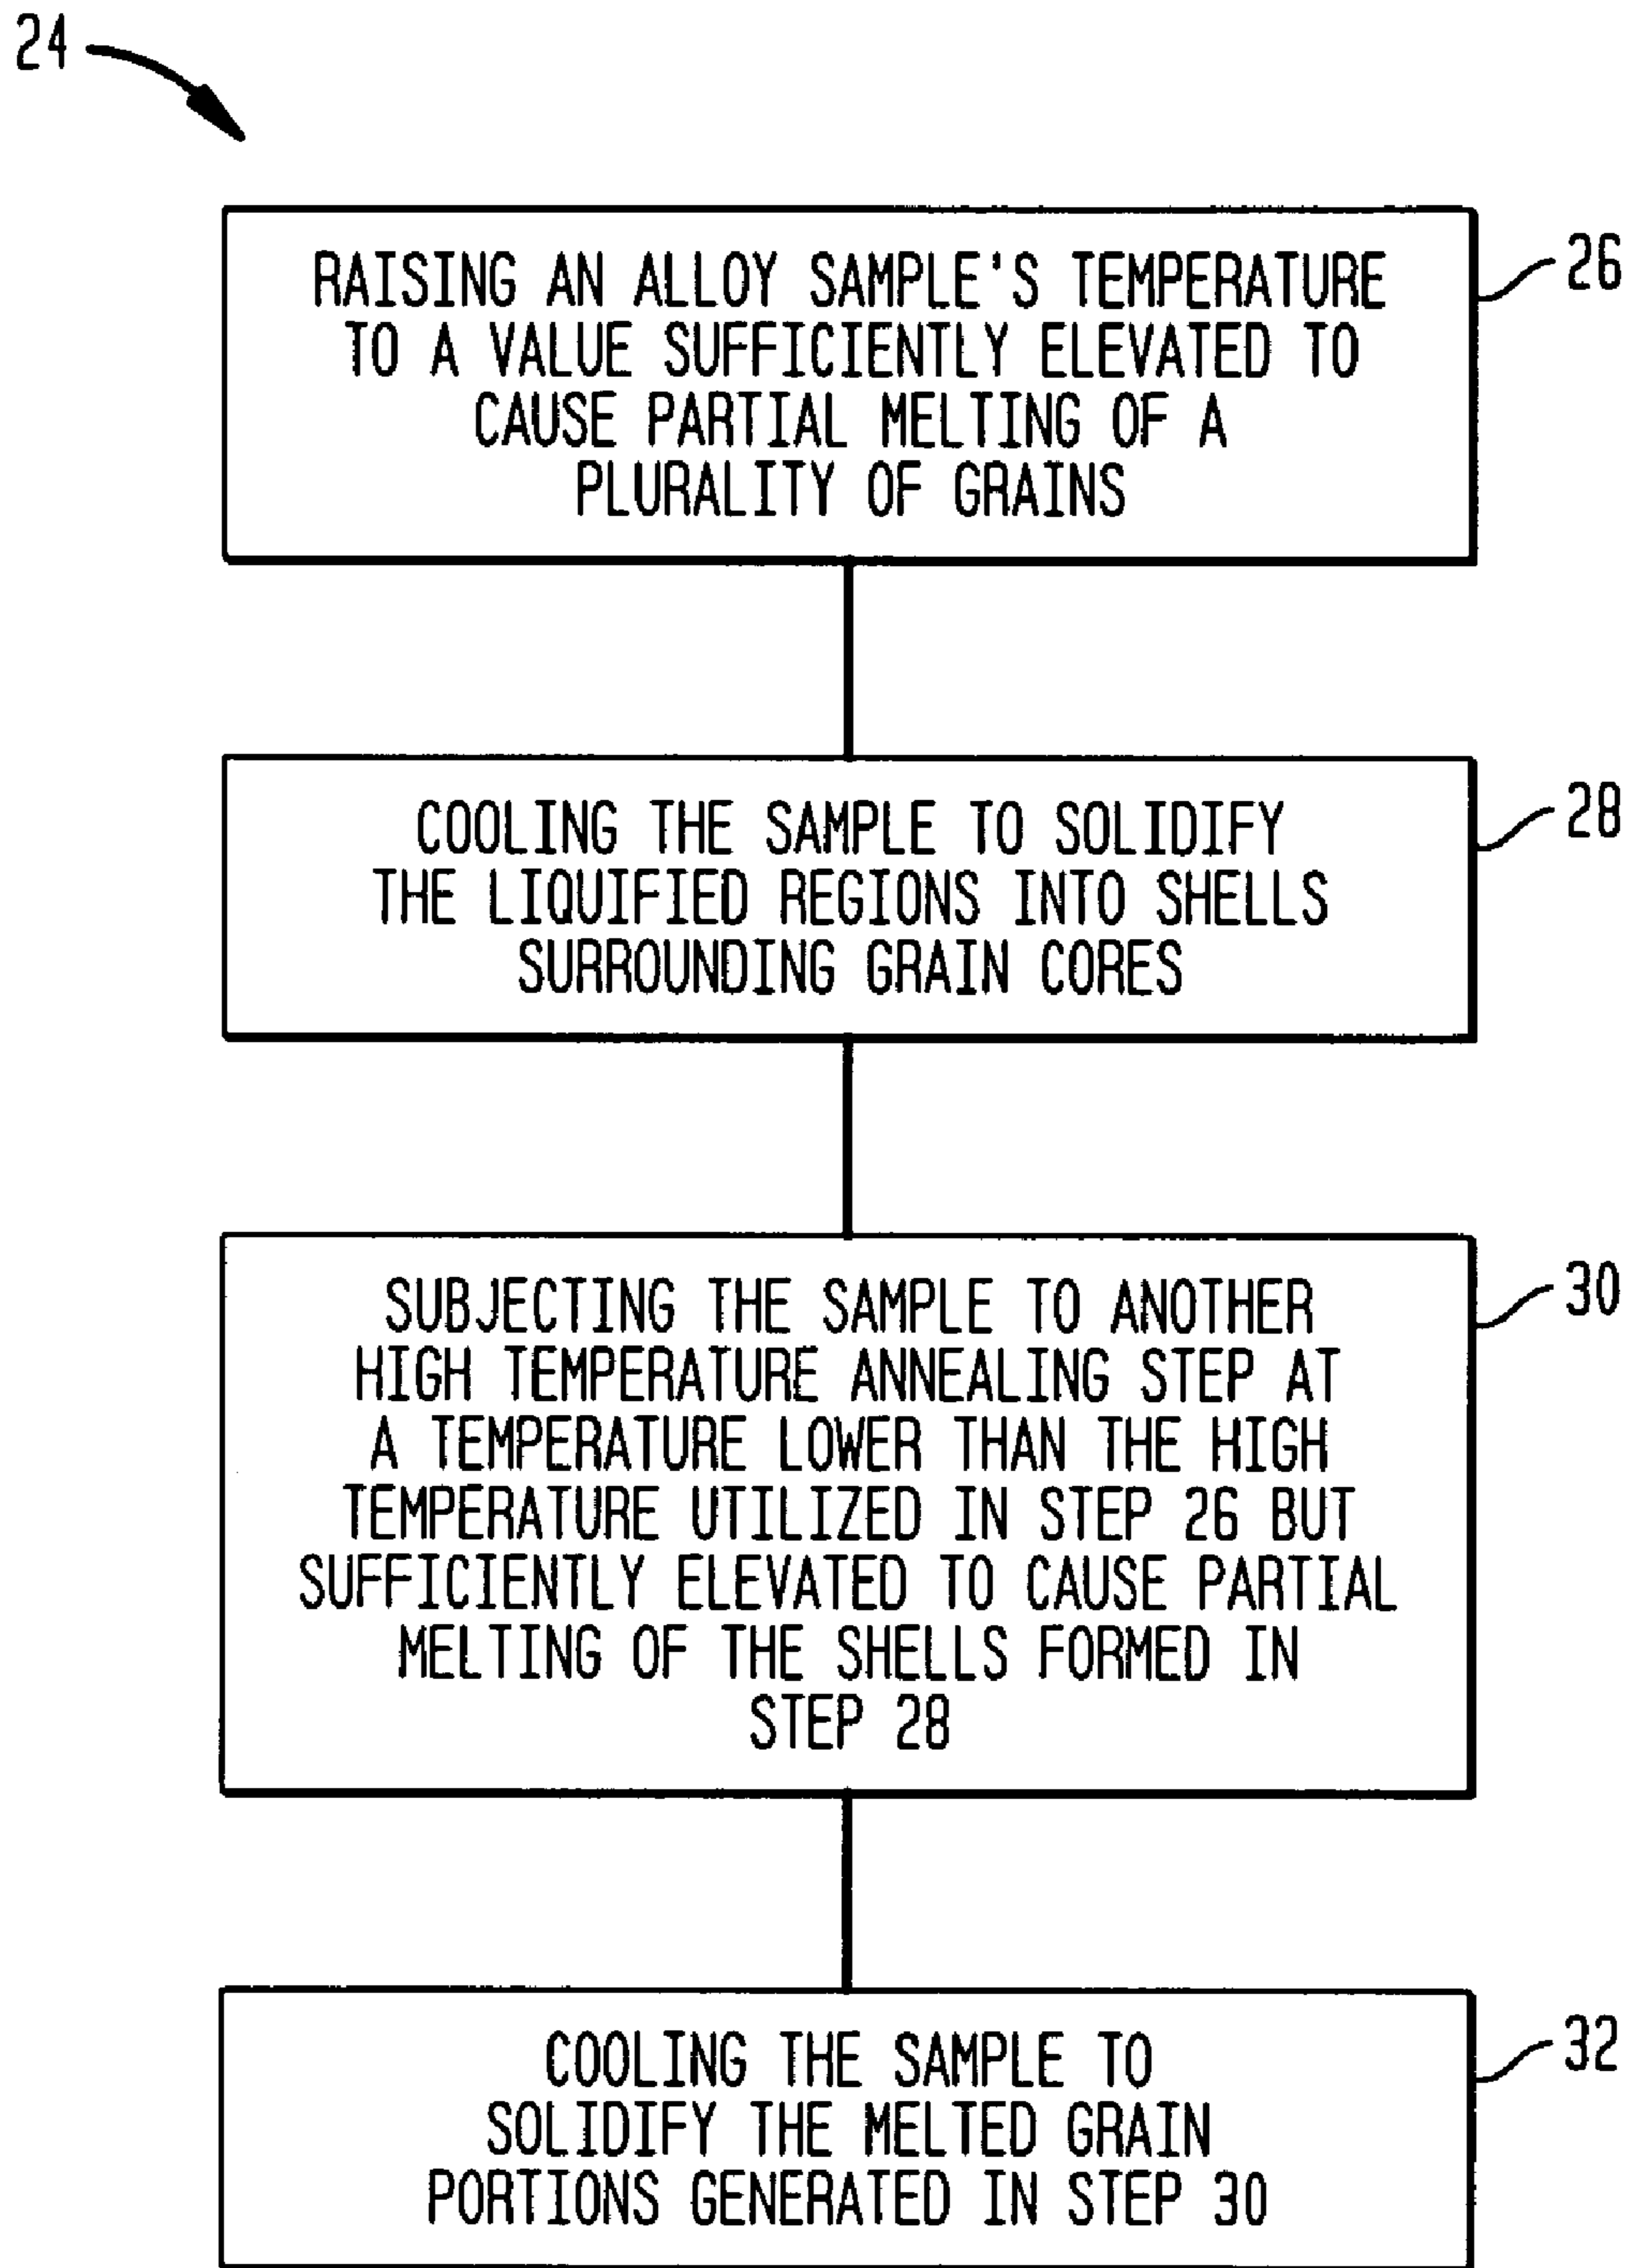 24
RAISING AN ALLOY SAMPLE'S TEMPERATURE
TO A VALUE SUFFICIENTLY ELEVATED TO
CAUSE PARTIAL MELTING OF A
PLURALITY OF GRAINS
26
COOLING THE SAMPLE TO SOLIDIFY
THE LIQUIFIED REGIONS INTO SHELLS
SURROUNDING GRAIN CORES
28
SUBJECTING THE SAMPLE TO ANOTHER
HIGH TEMPERATURE ANNEALING STEP AT
A TEMPERATURE LOWER THAN THE HIGH
TEMPERATURE UTILIZED IN STEP 26 BUT
SUFFICIENTLY ELEVATED TO CAUSE PARTIAL
MELTING OF THE SHELLS FORMED IN
STEP 28
30
COOLING THE SAMPLE TO
SOLIDIFY THE MELTED GRAIN
PORTIONS GENERATED IN STEP 30
32